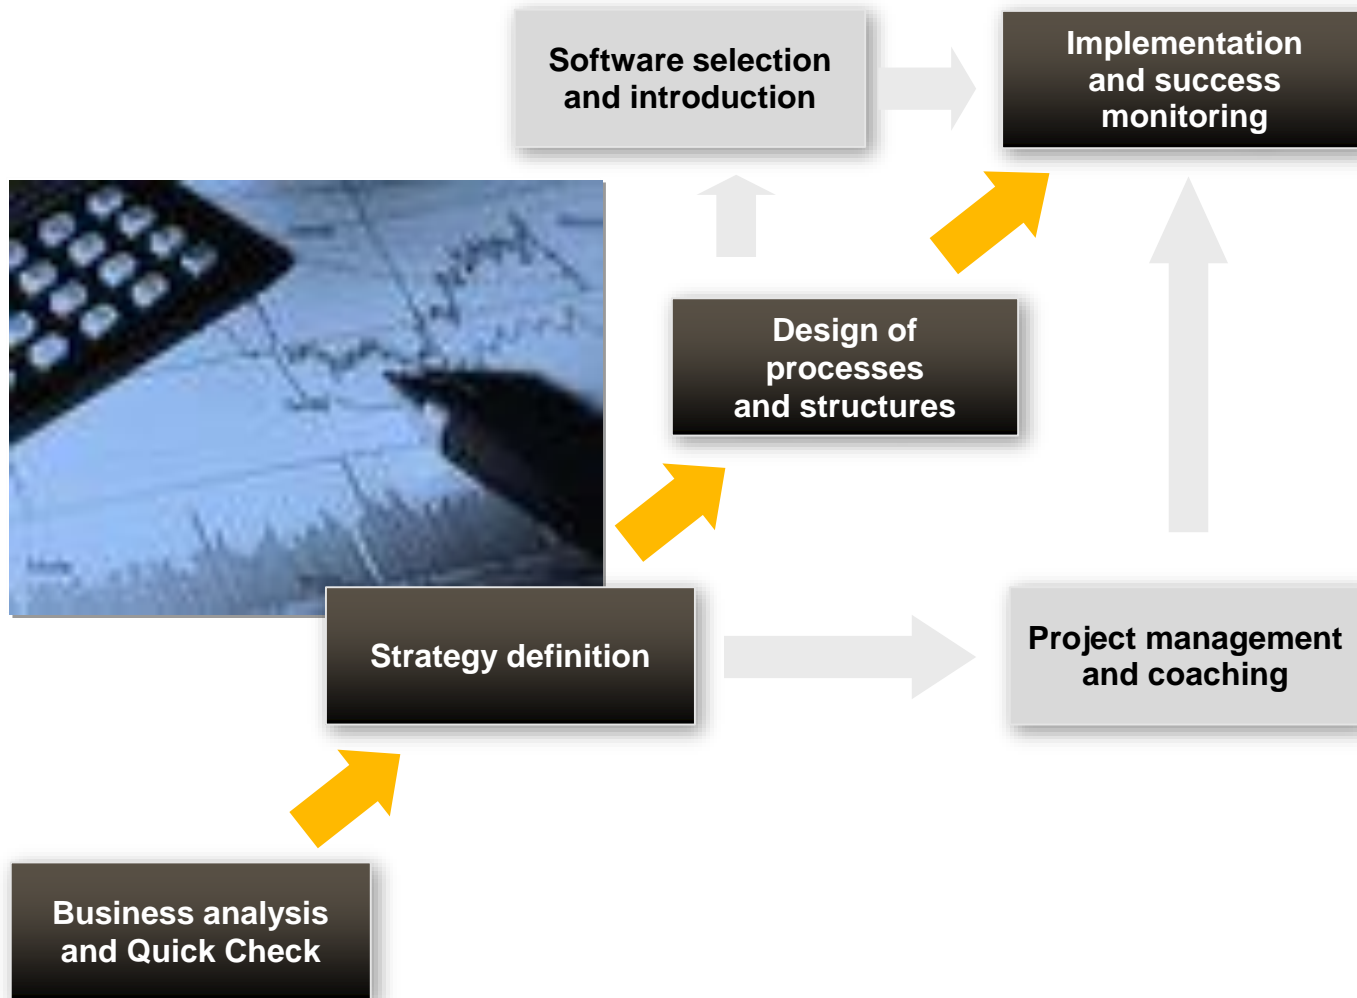 Software selection
and introduction
Implementation
and success
monitoring
Design of
processes
and structures
Strategy definition
Project management
and coaching
Business analysis
and Quick Check